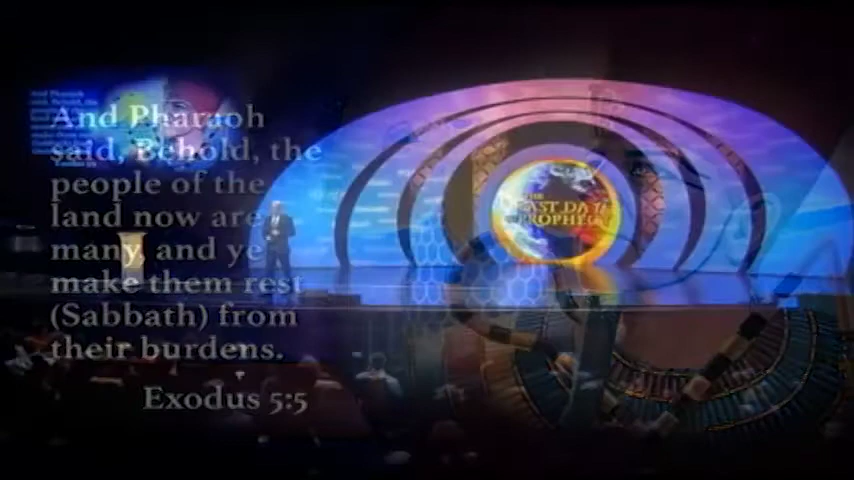 And Pharaoh
said, Behold, the
people of the
land now are
many, and ye
make them rest
(Sabbath) from
their burdens.
Exodus 5:5
THE
LAST DAY
OF PROPHECY